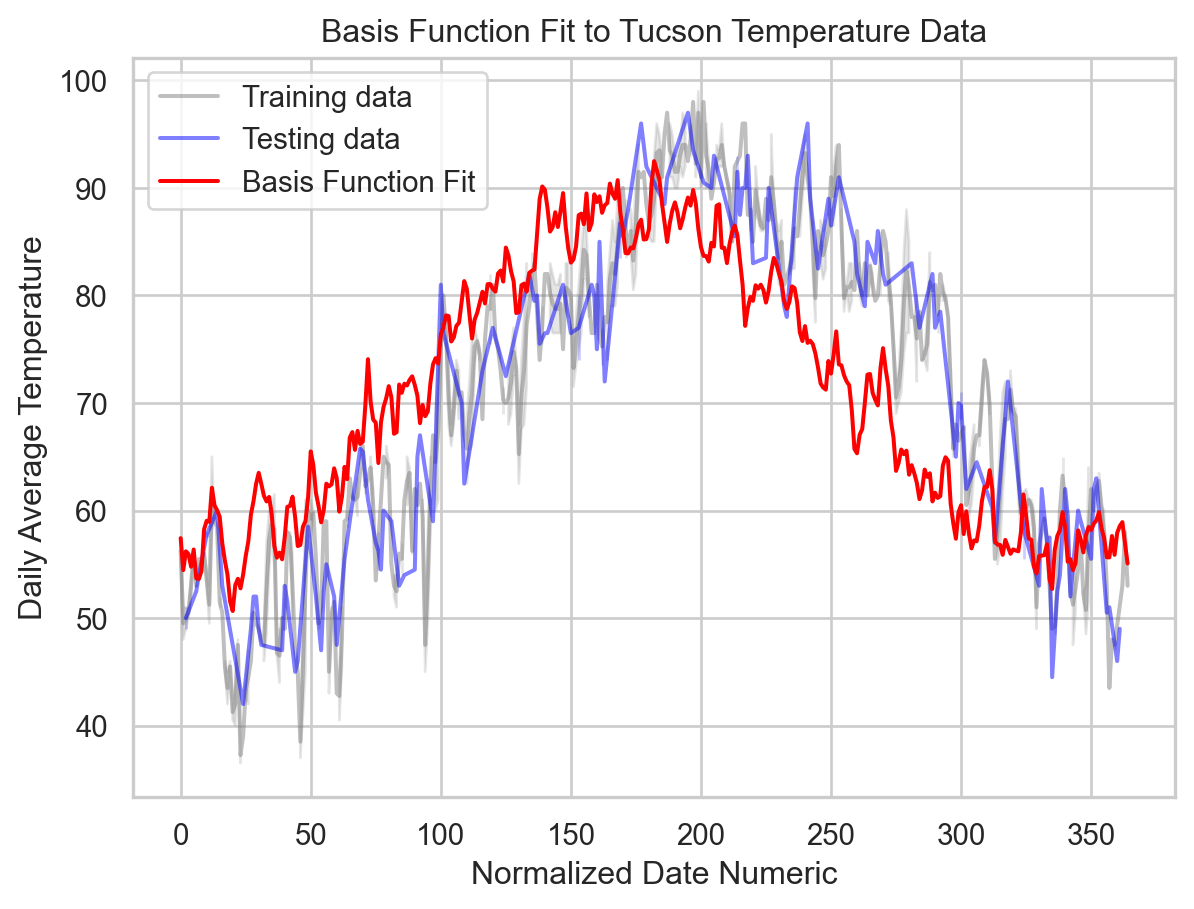 Basis Function Fit to Tucson Temperature Data
Training data
Testing data
Basis Function Fit
Daily Average Temperature
100
90
80
70
60
50
40
0 50 100 150 200 250 300 350
Normalized Date Numeric